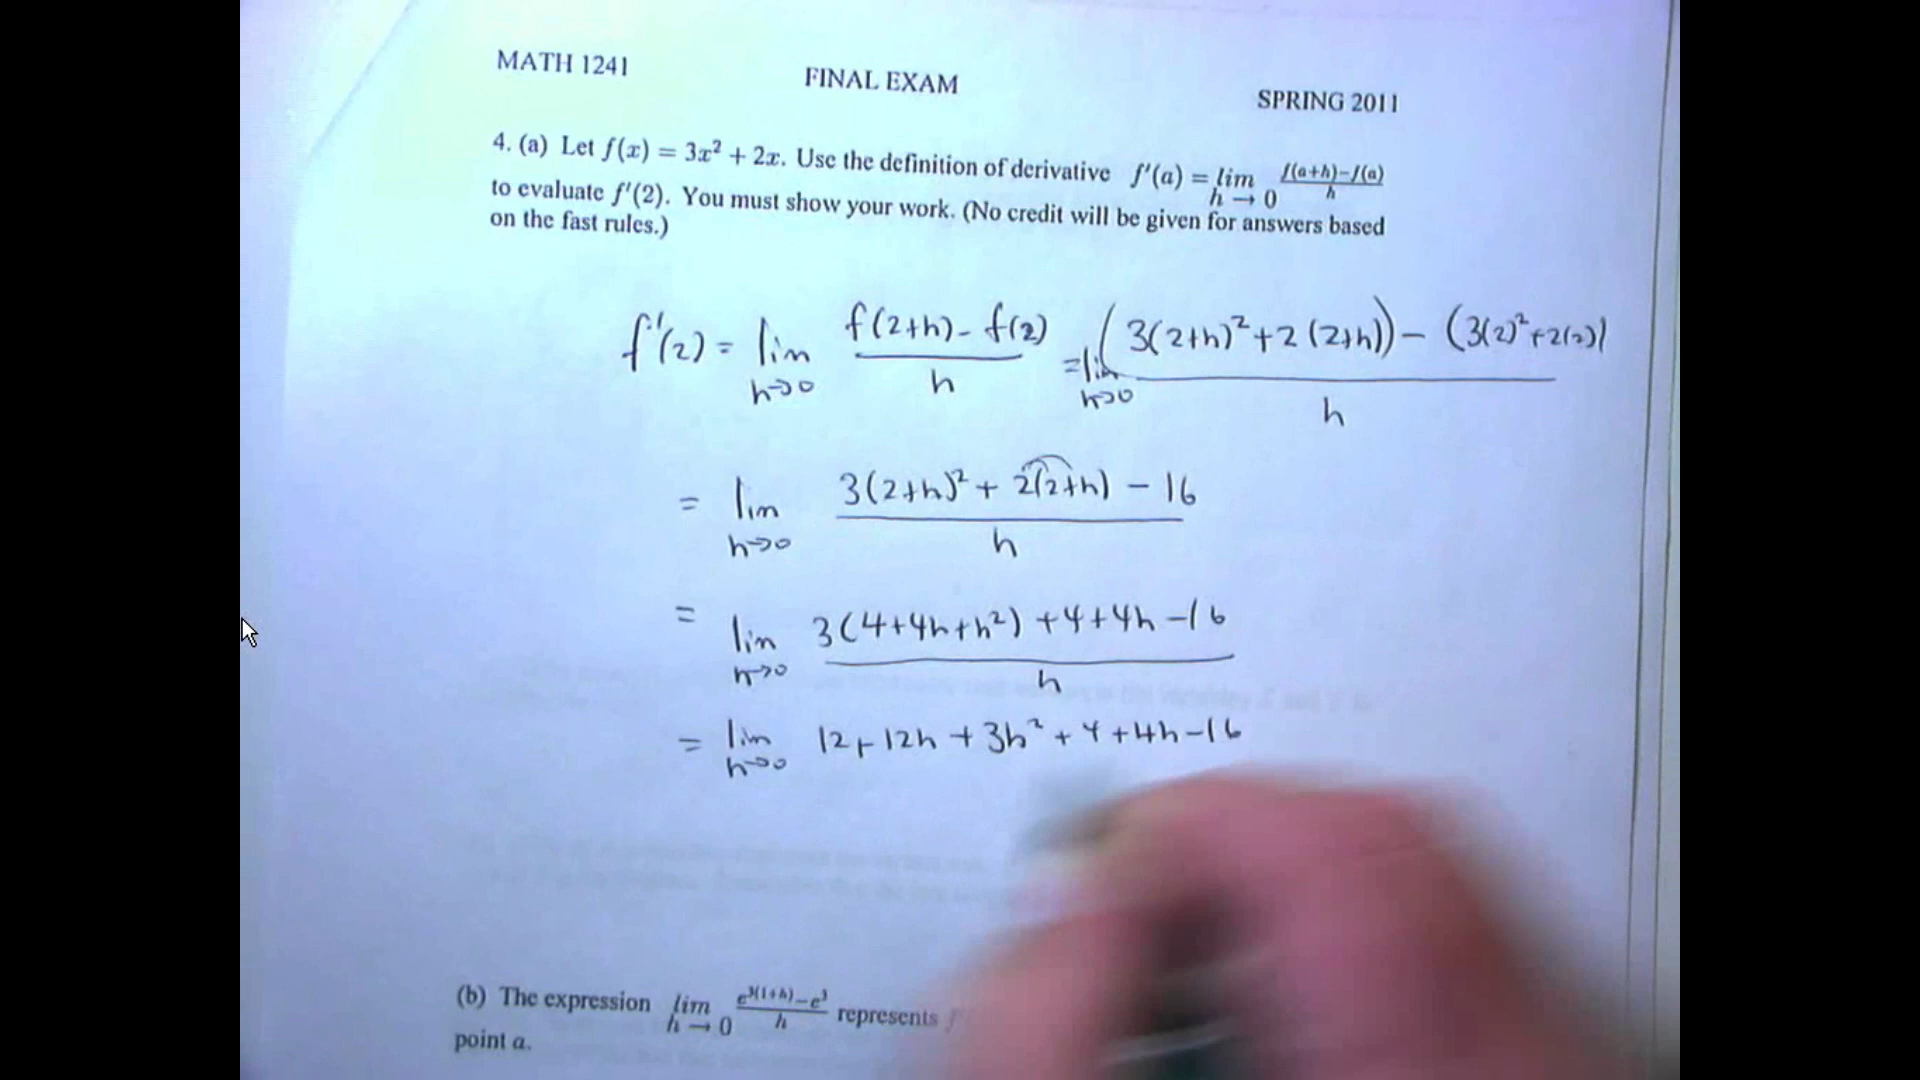 MATH 1241 FINAL EXAM SPRING 2011
4. (a) Let f(x) = 3x² + 2x. Use the definition of derivative f'(a) = lim h → 0 f(a+h)−f(a) / h
to evaluate f'(2). You must show your work. (No credit will be given for answers based
on the fast rules.)
f'(2) = lim h→0 f(2+h) - f(2) / h = lim h→0 (3(2+h)² + 2(2+h)) − (3(2)² + 2(2)) / h
= lim h→0 3(2+h)² + 2(2+h) − 16 / h
= lim h→0 3(4+4h+h²) + 4 + 4h − 16 / h
= lim h→0 12 + 12h + 3h² + 4 + 4h − 16
(b) The expression lim h → 0 e³⁽¹⁺ʰ⁾ − e³ / h represents
point a.